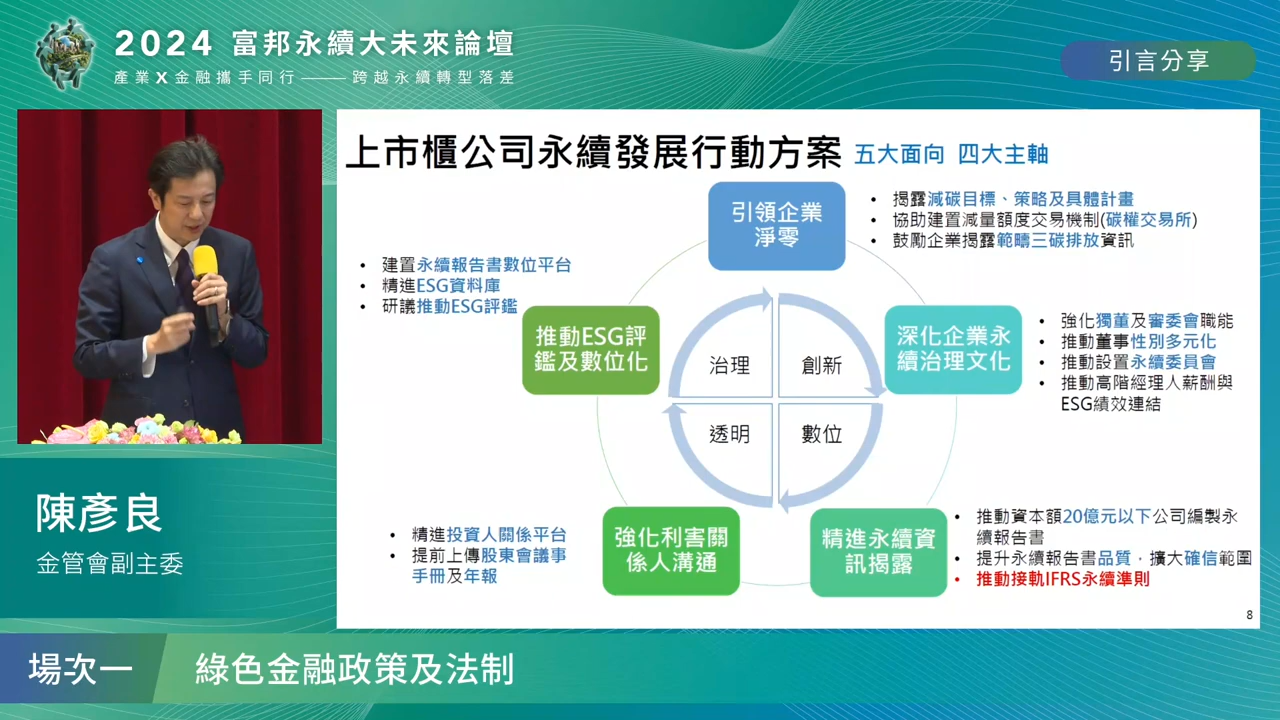 2024 富邦永續大未來論壇
產業X金融攜手同行——跨越永續轉型落差
引言分享
上市櫃公司永續發展行動方案 五大面向 四大主軸
引領企業
淨零
• 揭露減碳目標、策略及具體計畫
• 協助建置減量額度交易機制(碳權交易所)
• 鼓勵企業揭露範疇三碳排放資訊
• 建置永續報告書數位平台
• 精進ESG資料庫
• 研議推動ESG評鑑
推動ESG評
鑑及數位化
深化企業永
續治理文化
• 強化獨董及審委會職能
• 推動董事性別多元化
• 推動設置永續委員會
• 推動高階經理人薪酬與
ESG績效連結
治理
創新
透明
數位
• 精進投資人關係平台
• 提前上傳股東會議事
手冊及年報
強化利害關
係人溝通
精進永續資
訊揭露
• 推動資本額20億元以下公司編製永
續報告書
• 提升永續報告書品質，擴大確信範圍
• 推動接軌IFRS永續準則
8
陳彥良
金管會副主委
場次一
綠色金融政策及法制